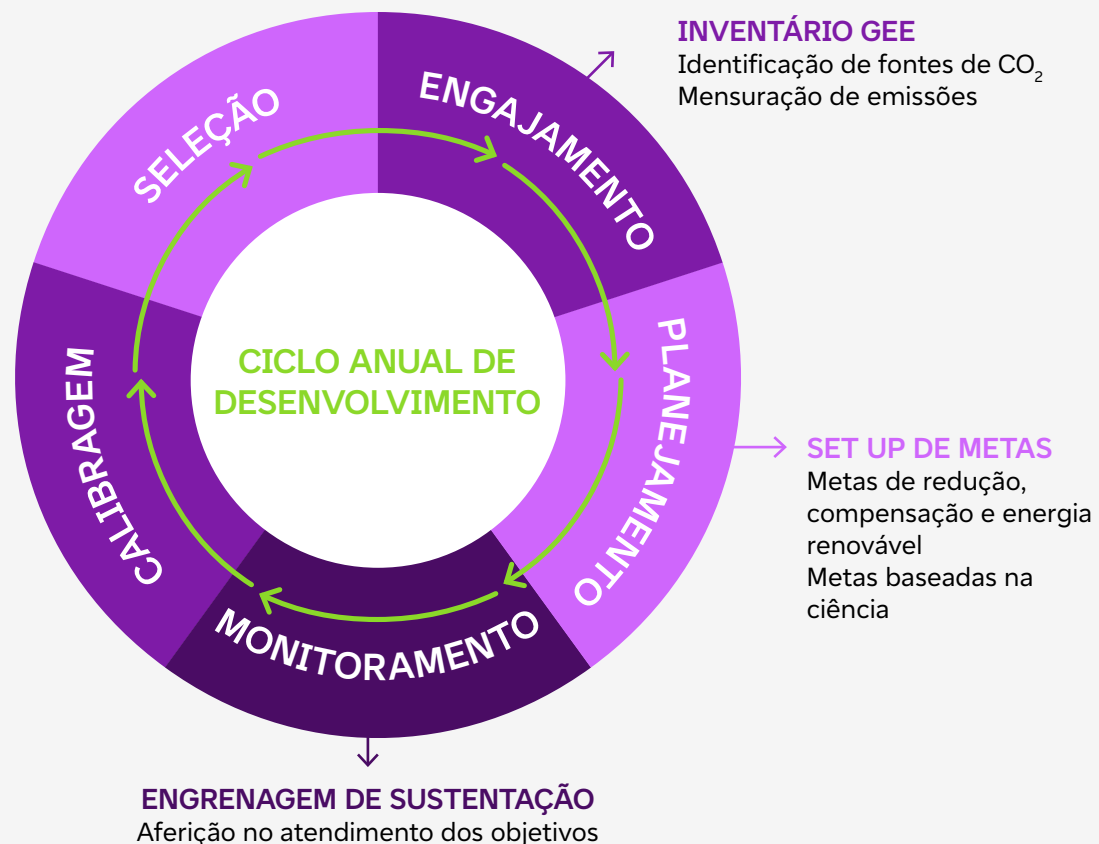 INVENTÁRIO GEE
Identificação de fontes de CO₂
Mensuração de emissões
SELEÇÃO
ENGAJAMENTO
PLANEJAMENTO
MONITORAMENTO
CALIBRAGEM
CICLO ANUAL DE
DESENVOLVIMENTO
SET UP DE METAS
Metas de redução,
compensação e energia
renovável
Metas baseadas na
ciência
ENGRENAGEM DE SUSTENTAÇÃO
Aferição no atendimento dos objetivos